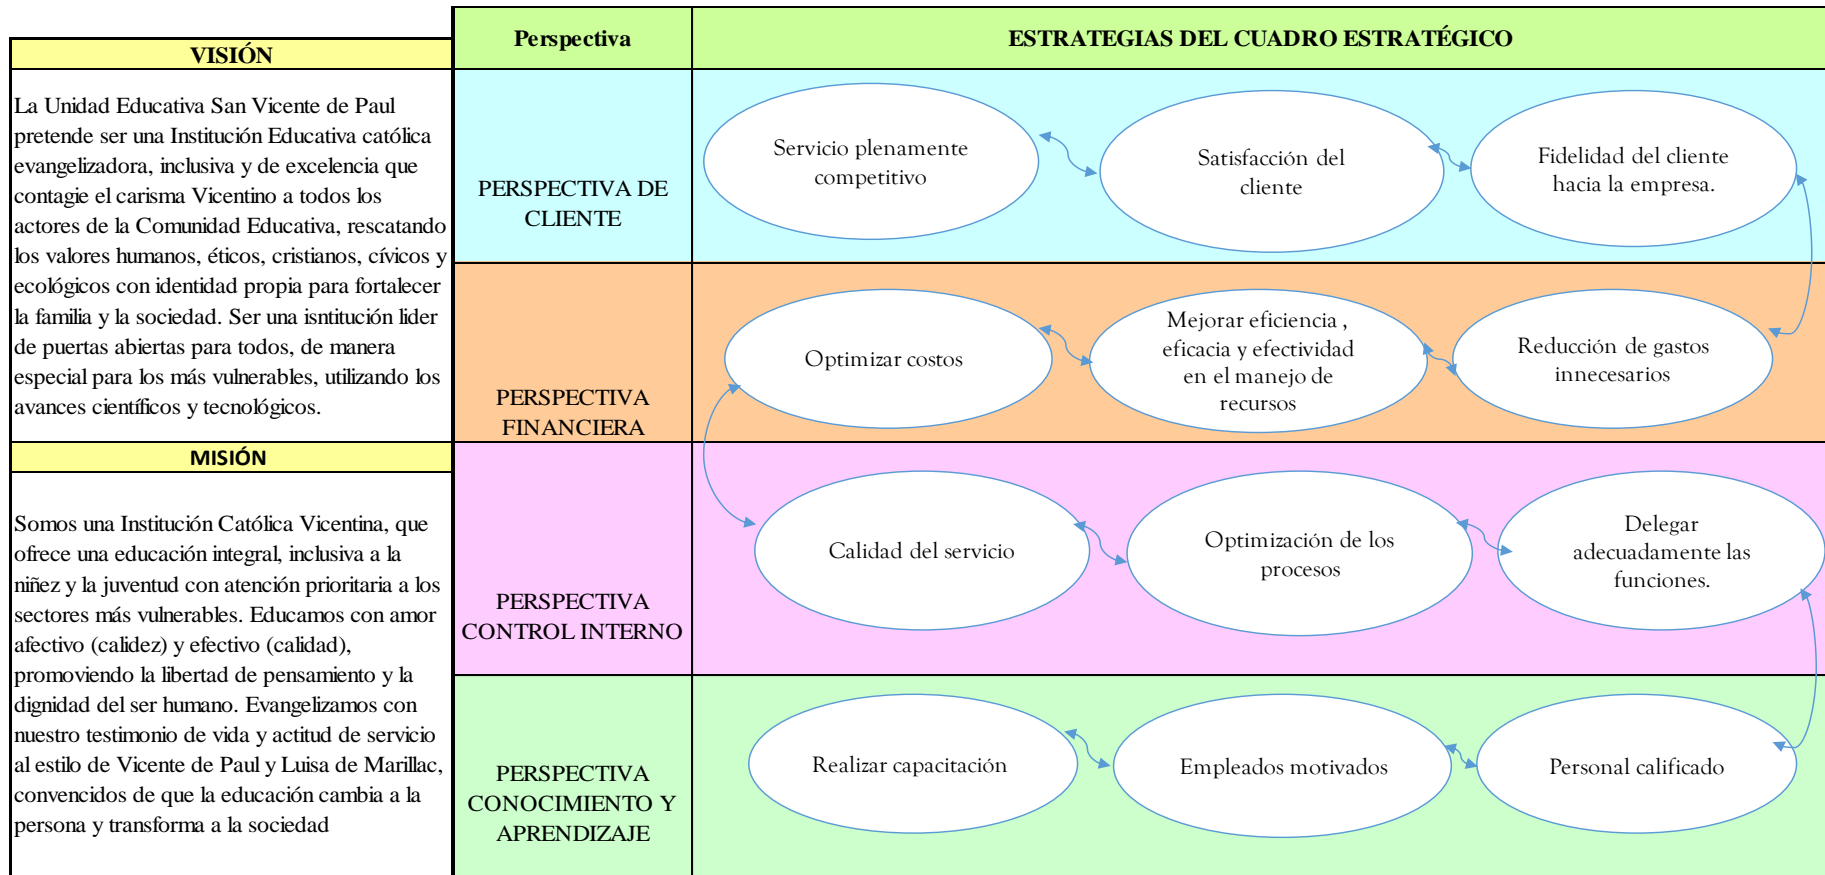 VISIÓN
La Unidad Educativa San Vicente de Paul
pretende ser una Institución Educativa católica
evangelizadora, inclusiva y de excelencia que
contagie el carisma Vicentino a todos los
actores de la Comunidad Educativa, rescatando
los valores humanos, éticos, cristianos, cívicos y
ecológicos con identidad propia para fortalecer
la familia y la sociedad. Ser una isntitución lider
de puertas abiertas para todos, de manera
especial para los más vulnerables, utilizando los
avances científicos y tecnológicos.
MISIÓN
Somos una Institución Católica Vicentina, que
ofrece una educación integral, inclusiva a la
niñez y la juventud con atención prioritaria a los
sectores más vulnerables. Educamos con amor
afectivo (calidez) y efectivo (calidad),
promoviendo la libertad de pensamiento y la
dignidad del ser humano. Evangelizamos con
nuestro testimonio de vida y actitud de servicio
al estilo de Vicente de Paul y Luisa de Marillac,
convencidos de que la educación cambia a la
persona y transforma a la sociedad
Perspectiva
ESTRATEGIAS DEL CUADRO ESTRATÉGICO
PERSPECTIVA DE
CLIENTE
Servicio plenamente
competitivo
Satisfacción del
cliente
Fidelidad del cliente
hacia la empresa.
PERSPECTIVA
FINANCIERA
Optimizar costos
Mejorar eficiencia ,
eficacia y efectividad
en el manejo de
recursos
Reducción de gastos
innecesarios
PERSPECTIVA
CONTROL INTERNO
Calidad del servicio
Optimización de los
procesos
Delegar
adecuadamente las
funciones.
PERSPECTIVA
CONOCIMIENTO Y
APRENDIZAJE
Realizar capacitación
Empleados motivados
Personal calificado